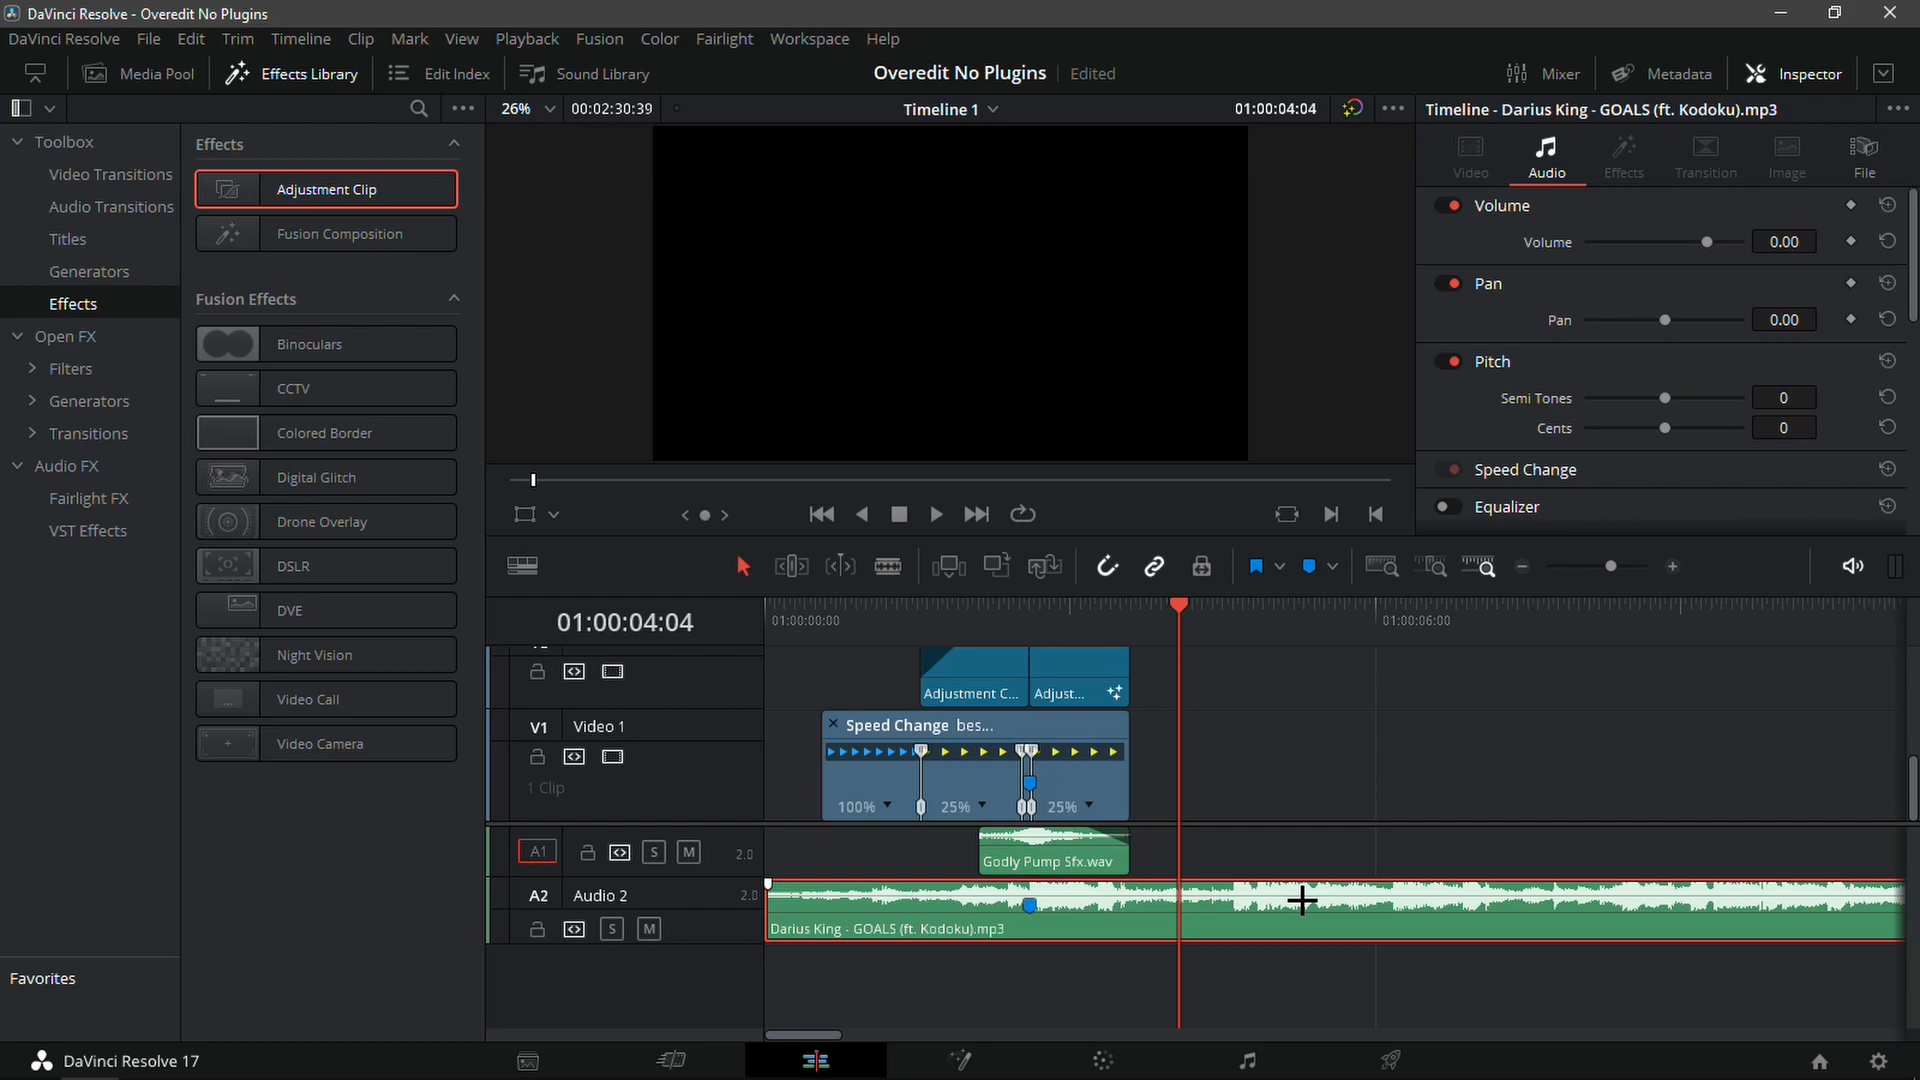 DaVinci Resolve - Overedit No Plugins
DaVinci Resolve File Edit Trim Timeline Clip Mark View Playback Fusion Color Fairlight Workspace Help
Media Pool Effects Library Edit Index Sound Library Overedit No Plugins Edited Mixer Metadata Inspector
26% 00:02:30:39 Timeline 1 01:00:04:04 Timeline - Darius King - GOALS (ft. Kodoku).mp3
Toolbox
Video Transitions
Audio Transitions
Titles
Generators
Effects
Open FX
Filters
Generators
Transitions
Audio FX
Fairlight FX
VST Effects
Favorites
Effects
Adjustment Clip
Fusion Composition
Fusion Effects
Binoculars
CCTV
Colored Border
Digital Glitch
Drone Overlay
DSLR
DVE
Night Vision
Video Call
Video Camera
Video Audio Effects Transition Image File
Volume
Volume 0.00
Pan
Pan 0.00
Pitch
Semi Tones 0
Cents 0
Speed Change
Equalizer
01:00:04:04 01:00:00:00 01:00:06:00
Adjustment C... Adjust...
V1 Video 1
1 Clip
Speed Change bes...
100% 25% 25%
A1 S M 2.0
Godly Pump Sfx.wav
A2 Audio 2 2.0
S M
Darius King - GOALS (ft. Kodoku).mp3
DaVinci Resolve 17